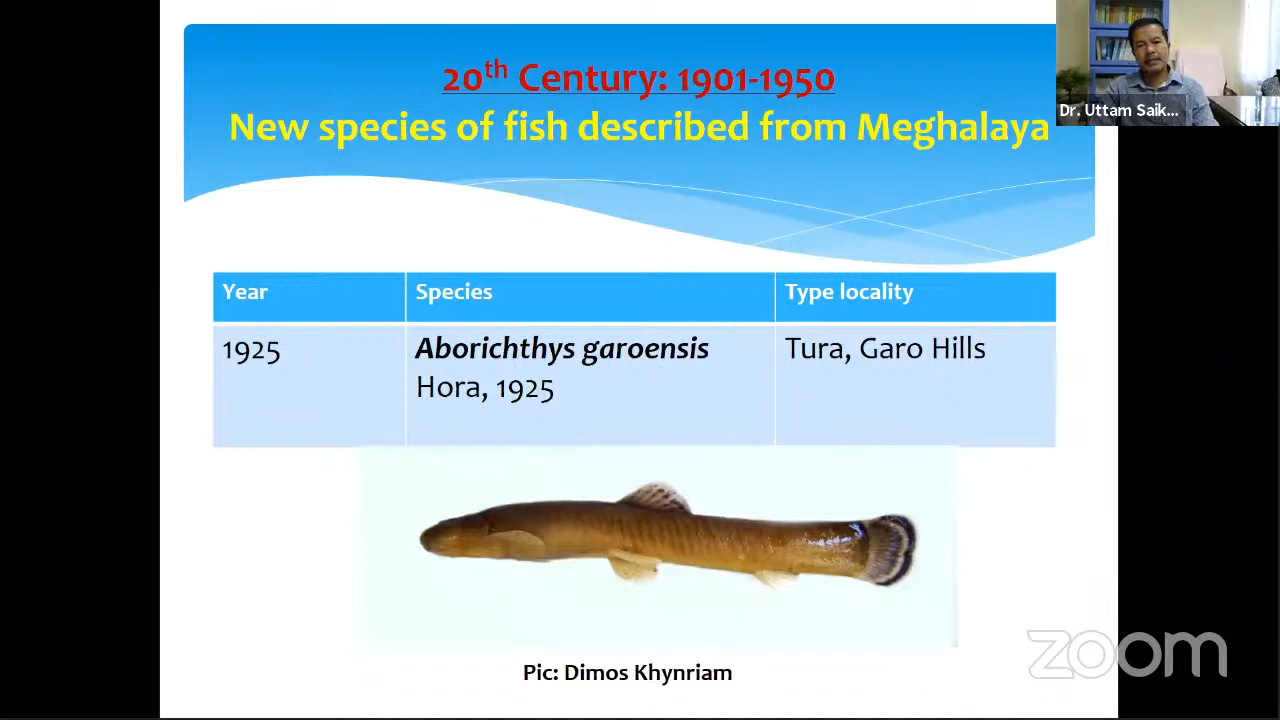 20th Century: 1901-1950
New species of fish described from Meghalaya
Dr. Uttam Saik...
Year Species Type locality
1925 Aborichthys garoensis Tura, Garo Hills
Hora, 1925
Pic: Dimos Khynriam
zoom